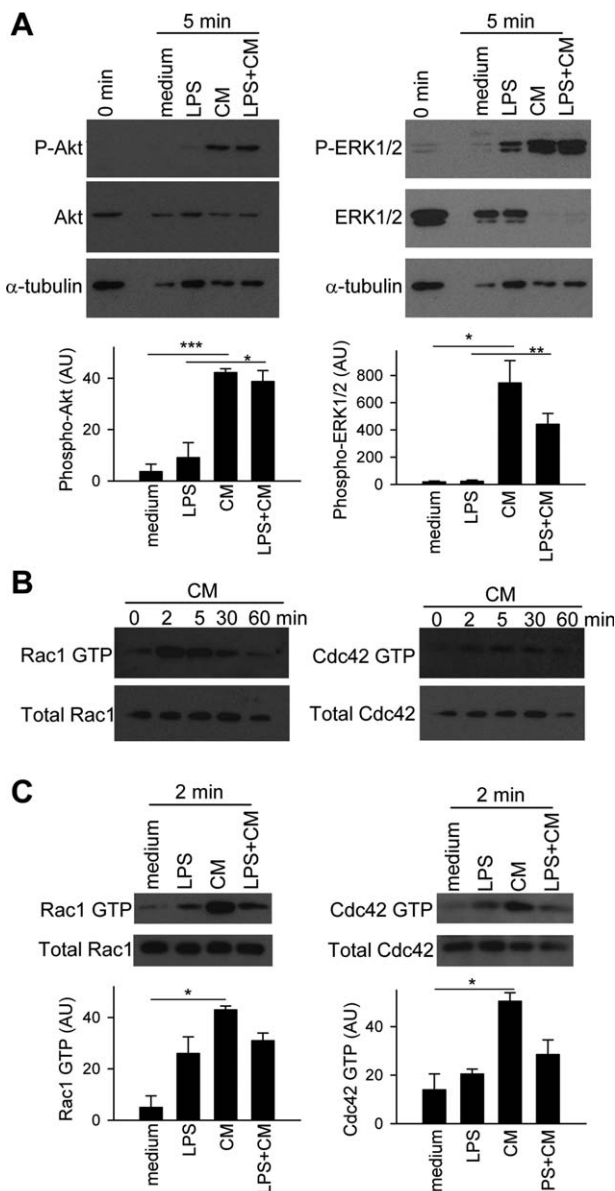 A
5 min
5 min
0 min
medium
LPS
CM
LPS+CM
0 min
medium
LPS
CM
LPS+CM
P-Akt
P-ERK1/2
Akt
ERK1/2
α-tubulin
α-tubulin
Phospho-Akt (AU)
40
20
0
***
*
medium
LPS
CM
LPS+CM
Phospho-ERK1/2 (AU)
800
600
400
200
0
*
**
medium
LPS
CM
LPS+CM
B
CM
0 2 5 30 60 min
Rac1 GTP
Total Rac1
CM
0 2 5 30 60 min
Cdc42 GTP
Total Cdc42
C
2 min
2 min
medium
LPS
CM
LPS+CM
medium
LPS
CM
LPS+CM
Rac1 GTP
Cdc42 GTP
Total Rac1
Total Cdc42
Rac1 GTP (AU)
40
20
0
*
medium
LPS
CM
LPS+CM
Cdc42 GTP (AU)
40
20
0
*
medium
LPS
CM
PS+CM